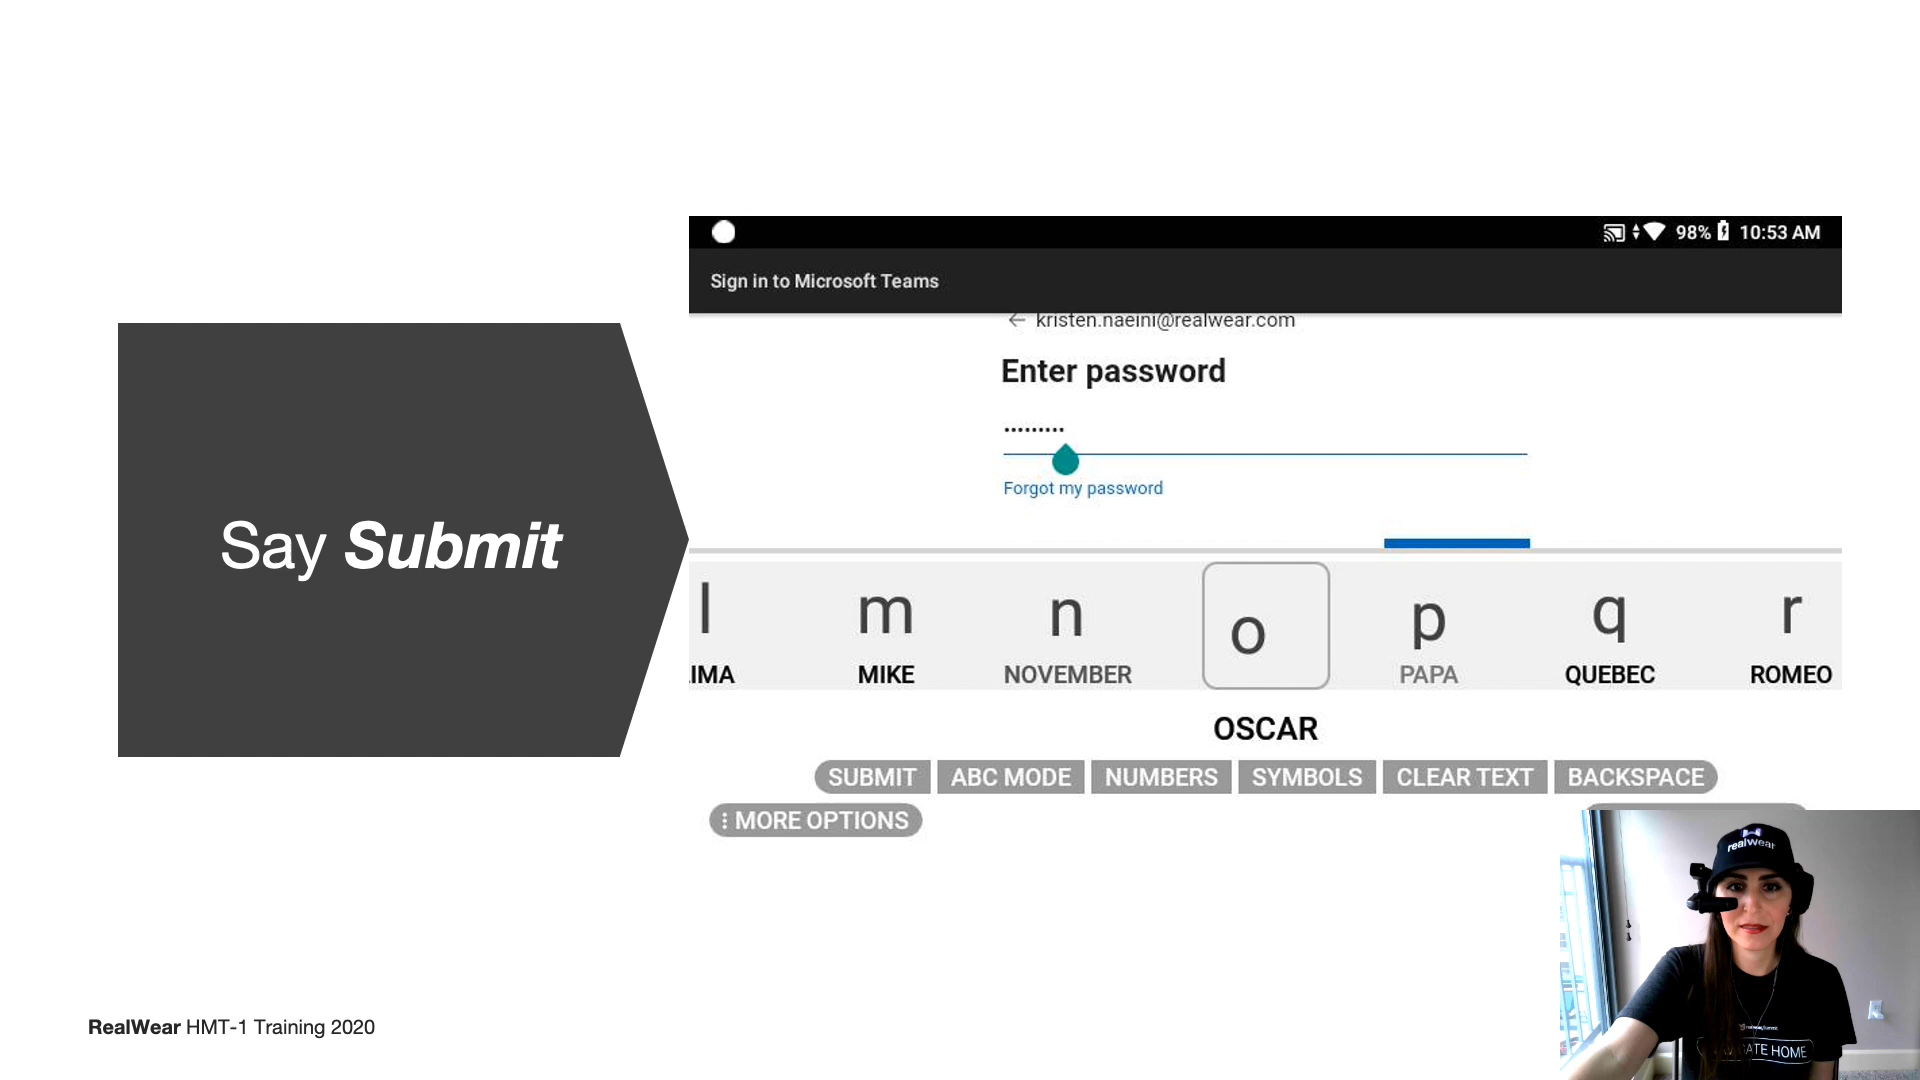 98% 10:53 AM
Sign in to Microsoft Teams
kristen.naeini@realwear.com
Enter password
Forgot my password
Say Submit
l m n o p q r
IMA MIKE NOVEMBER PAPA QUEBEC ROMEO
OSCAR
SUBMIT ABC MODE NUMBERS SYMBOLS CLEAR TEXT BACKSPACE
MORE OPTIONS
realwear
ATE HOME
RealWear HMT-1 Training 2020